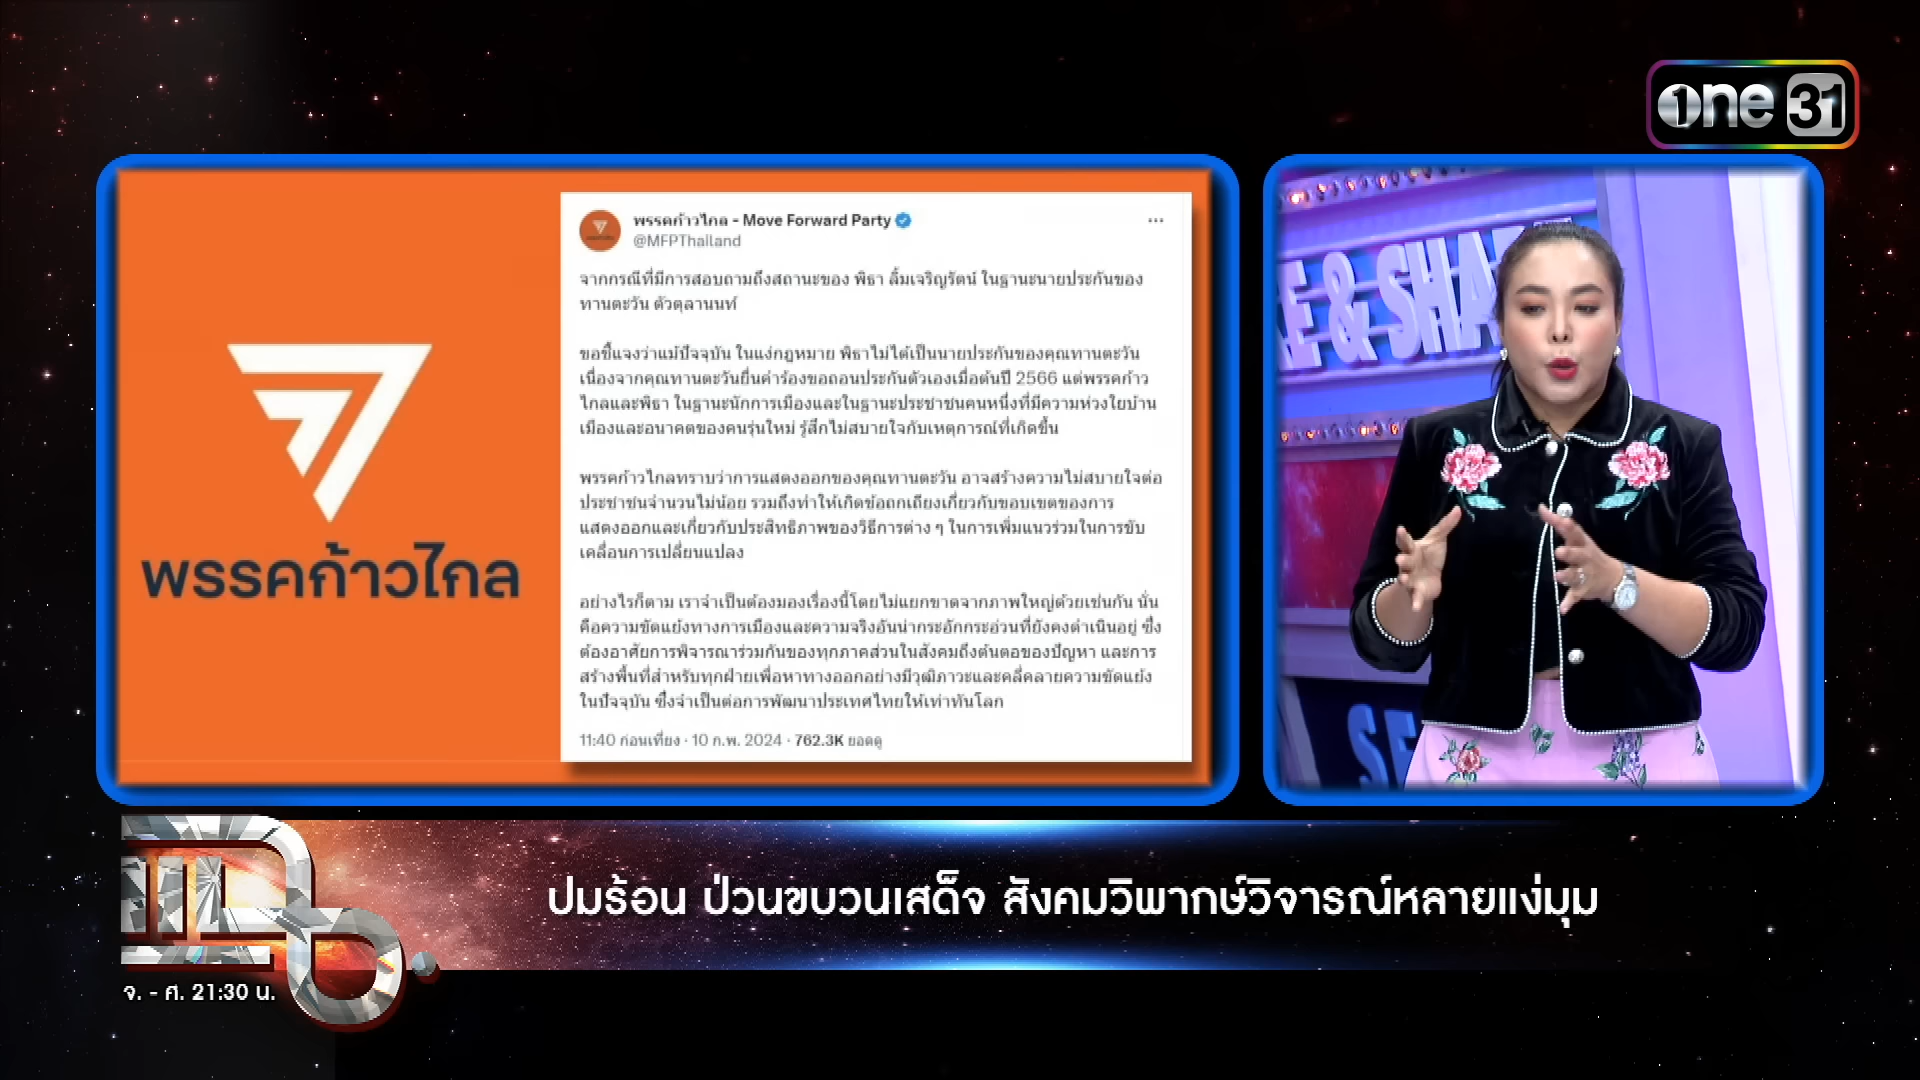 one 31
พรรคก้าวไกล - Move Forward Party
@MFPThailand
จากกรณีที่มีการสอบถามถึงสถานะของ พิธา ลิ้มเจริญรัตน์ ในฐานะนายประกันของ
ทานตะวัน ตัวตุลานนท์
ขอชี้แจงว่าแม้ปัจจุบัน ในแง่กฎหมาย พิธาไม่ได้เป็นนายประกันของคุณทานตะวัน
เนื่องจากคุณทานตะวันยื่นคำร้องขอถอนประกันตัวเองเมื่อต้นปี 2566 แต่พรรคก้าว
ไกลและพิธา ในฐานะนักการเมืองและในฐานะประชาชนคนหนึ่งที่มีความห่วงใยบ้าน
เมืองและอนาคตของคนรุ่นใหม่ รู้สึกไม่สบายใจกับเหตุการณ์ที่เกิดขึ้น
พรรคก้าวไกลทราบว่าการแสดงออกของคุณทานตะวัน อาจสร้างความไม่สบายใจต่อ
ประชาชนจำนวนไม่น้อย รวมถึงทำให้เกิดข้อถกเถียงเกี่ยวกับขอบเขตของการ
แสดงออกและเกี่ยวกับประสิทธิภาพของวิธีการต่าง ๆ ในการเพิ่มแนวร่วมในการขับ
เคลื่อนการเปลี่ยนแปลง
อย่างไรก็ตาม เราจำเป็นต้องมองเรื่องนี้โดยไม่แยกขาดจากภาพใหญ่ด้วยเช่นกัน นั่น
คือความขัดแย้งทางการเมืองและความจริงอันน่ากระอักกระอ่วนที่ยังคงดำเนินอยู่ ซึ่ง
ต้องอาศัยการพิจารณาร่วมกันของทุกภาคส่วนในสังคมถึงต้นตอของปัญหา และการ
สร้างพื้นที่สำหรับทุกฝ่ายเพื่อหาทางออกอย่างมีวุฒิภาวะและคลี่คลายความขัดแย้ง
ในปัจจุบัน ซึ่งจำเป็นต่อการพัฒนาประเทศไทยให้เท่าทันโลก
11:40 ก่อนเที่ยง · 10 ก.พ. 2024 · 762.3K ยอดดู
พรรคก้าวไกล
& SHA
SE
ปมร้อน ป่วนขบวนเสด็จ สังคมวิพากษ์วิจารณ์หลายแง่มุม
แฉ.
จ. - ศ. 21:30 น.